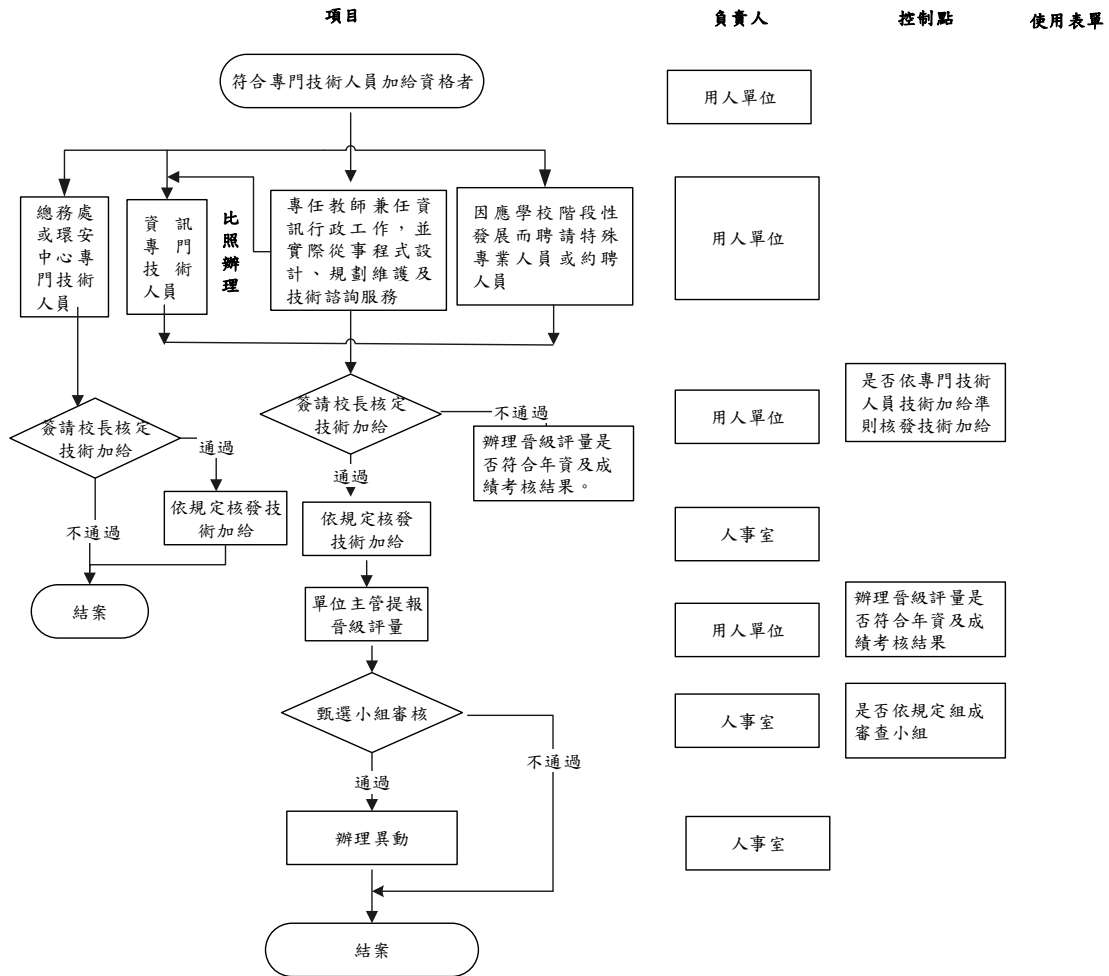 項目
負責人
控制點
使用表單
符合專門技術人員加給資格者
用人單位
總務處
或環安
中心專
門技術
人員
資訊
專門
技術
人員
比照辦理
專任教師兼任資
訊行政工作，並
實際從事程式設
計、規劃維護及
技術諮詢服務
因應學校階段性
發展而聘請特殊
專業人員或約聘
人員
用人單位
簽請校長核定
技術加給
通過
不通過
依規定核發技
術加給
結案
簽請校長核定
技術加給
不通過
辦理晉級評量是
否符合年資及成
績考核結果。
通過
用人單位
是否依專門技術
人員技術加給準
則核發技術加給
依規定核發
技術加給
人事室
單位主管提報
晉級評量
用人單位
辦理晉級評量是
否符合年資及成
績考核結果
甄選小組審核
不通過
通過
人事室
是否依規定組成
審查小組
辦理異動
人事室
結案